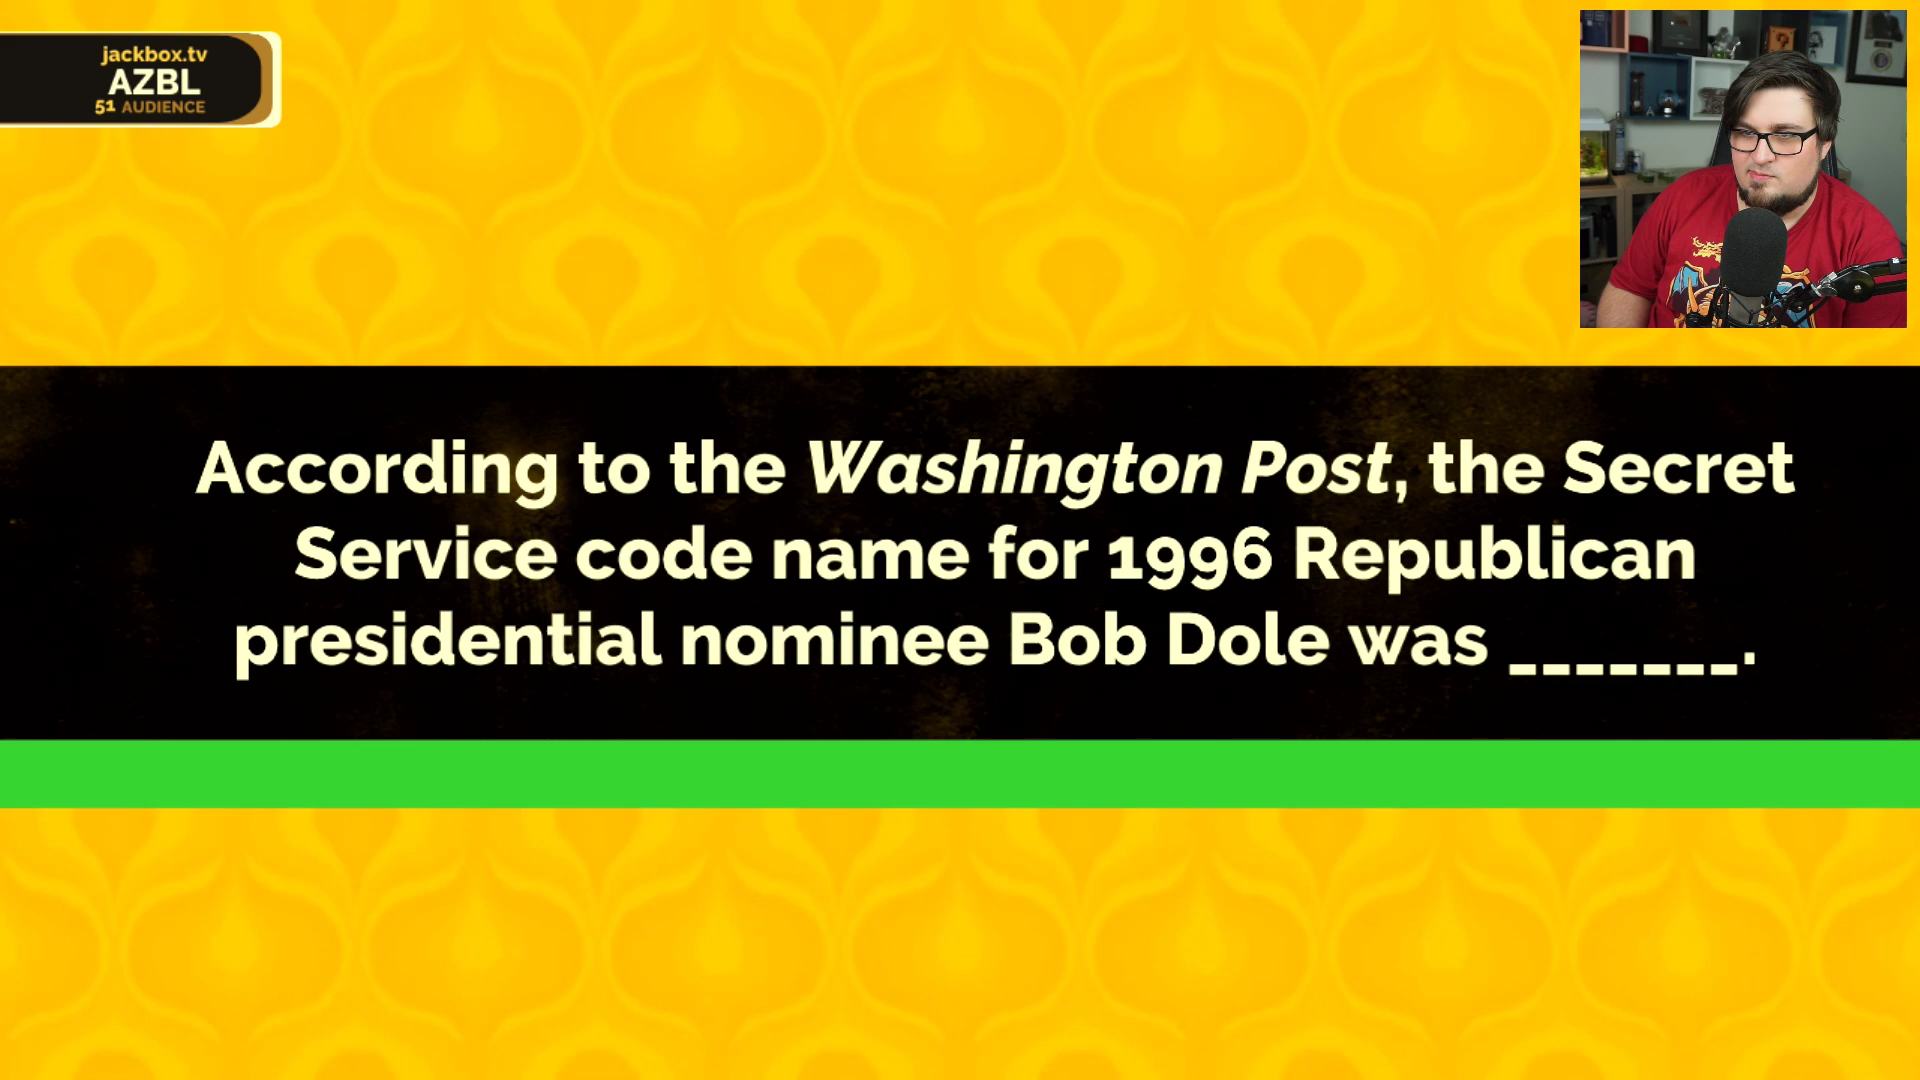 jackbox.tv
AZBL
51 AUDIENCE
According to the Washington Post, the Secret
Service code name for 1996 Republican
presidential nominee Bob Dole was _______.